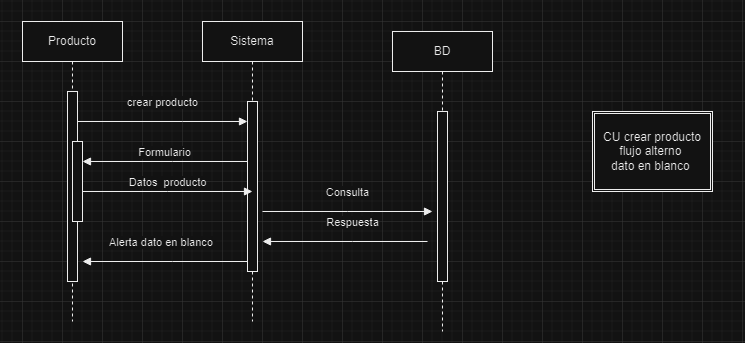 Producto
Sistema
BD
crear producto
Formulario
Datos producto
Consulta
Respuesta
Alerta dato en blanco
CU crear producto
flujo alterno
dato en blanco